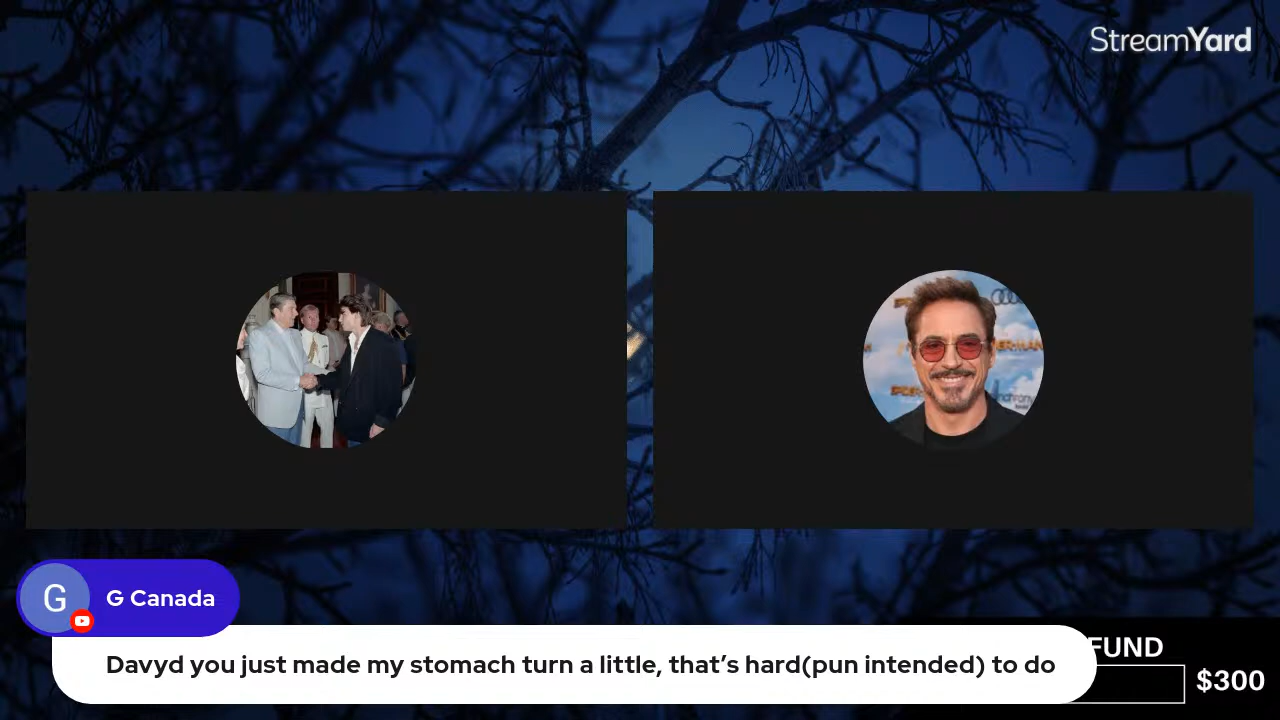 StreamYard
G
G Canada
Davyd you just made my stomach turn a little, that's hard(pun intended) to do
FUND
$300